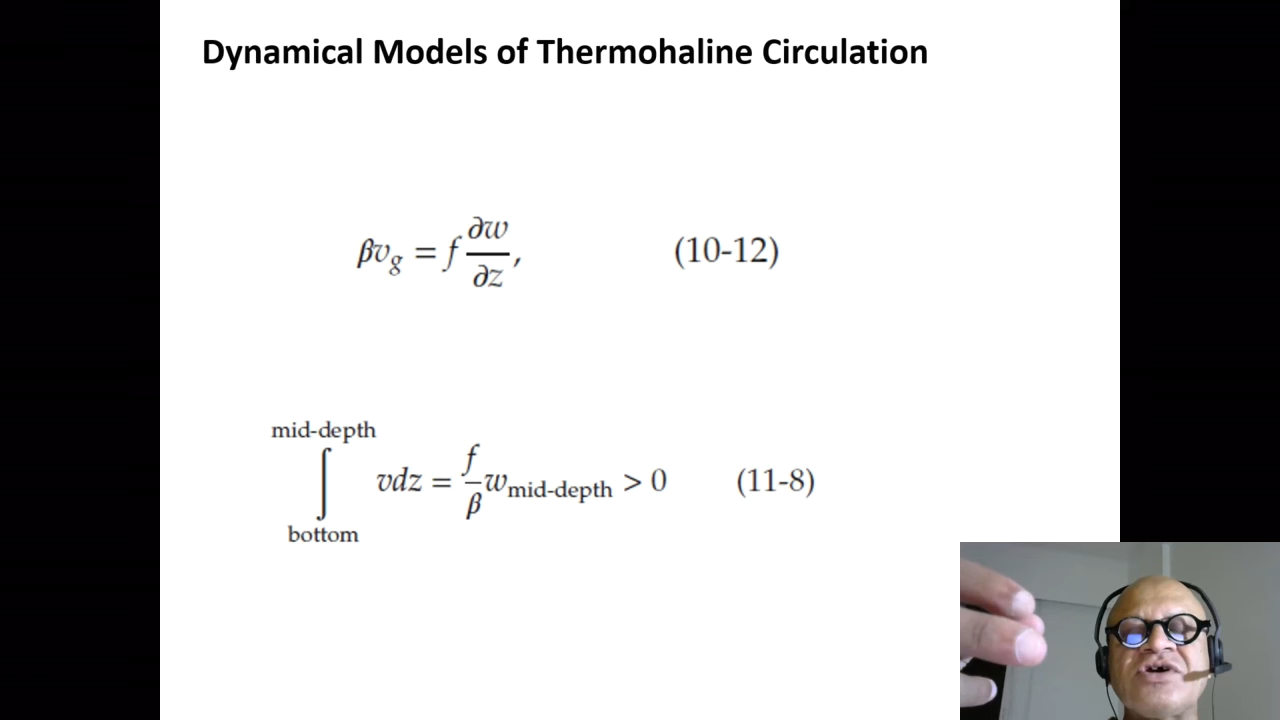 Dynamical Models of Thermohaline Circulation
βv_g = f ∂w/∂z, (10-12)
mid-depth
∫ vdz = f/β w_mid-depth > 0 (11-8)
bottom